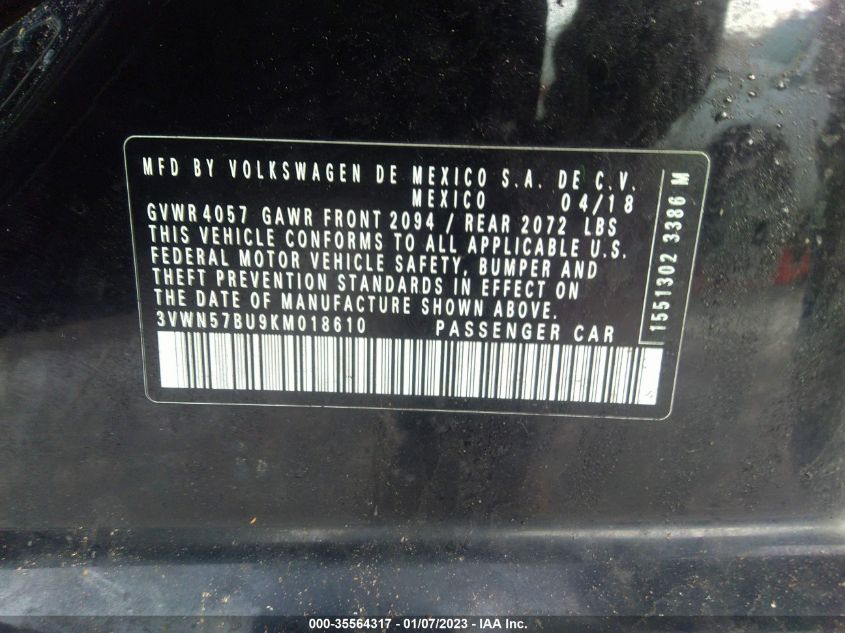 MFD BY VOLKSWAGEN DE MEXICO S.A. DE C.V.
MEXICO 04/18
GVWR 4057 GAWR FRONT 2094 / REAR 2072 LBS
THIS VEHICLE CONFORMS TO ALL APPLICABLE U.S.
FEDERAL MOTOR VEHICLE SAFETY, BUMPER AND
THEFT PREVENTION STANDARDS IN EFFECT ON
THE DATE OF MANUFACTURE SHOWN ABOVE.
3VWN57BU9KM018610 PASSENGER CAR
1551302 3386 M
000-35564317 - 01/07/2023 - IAA Inc.